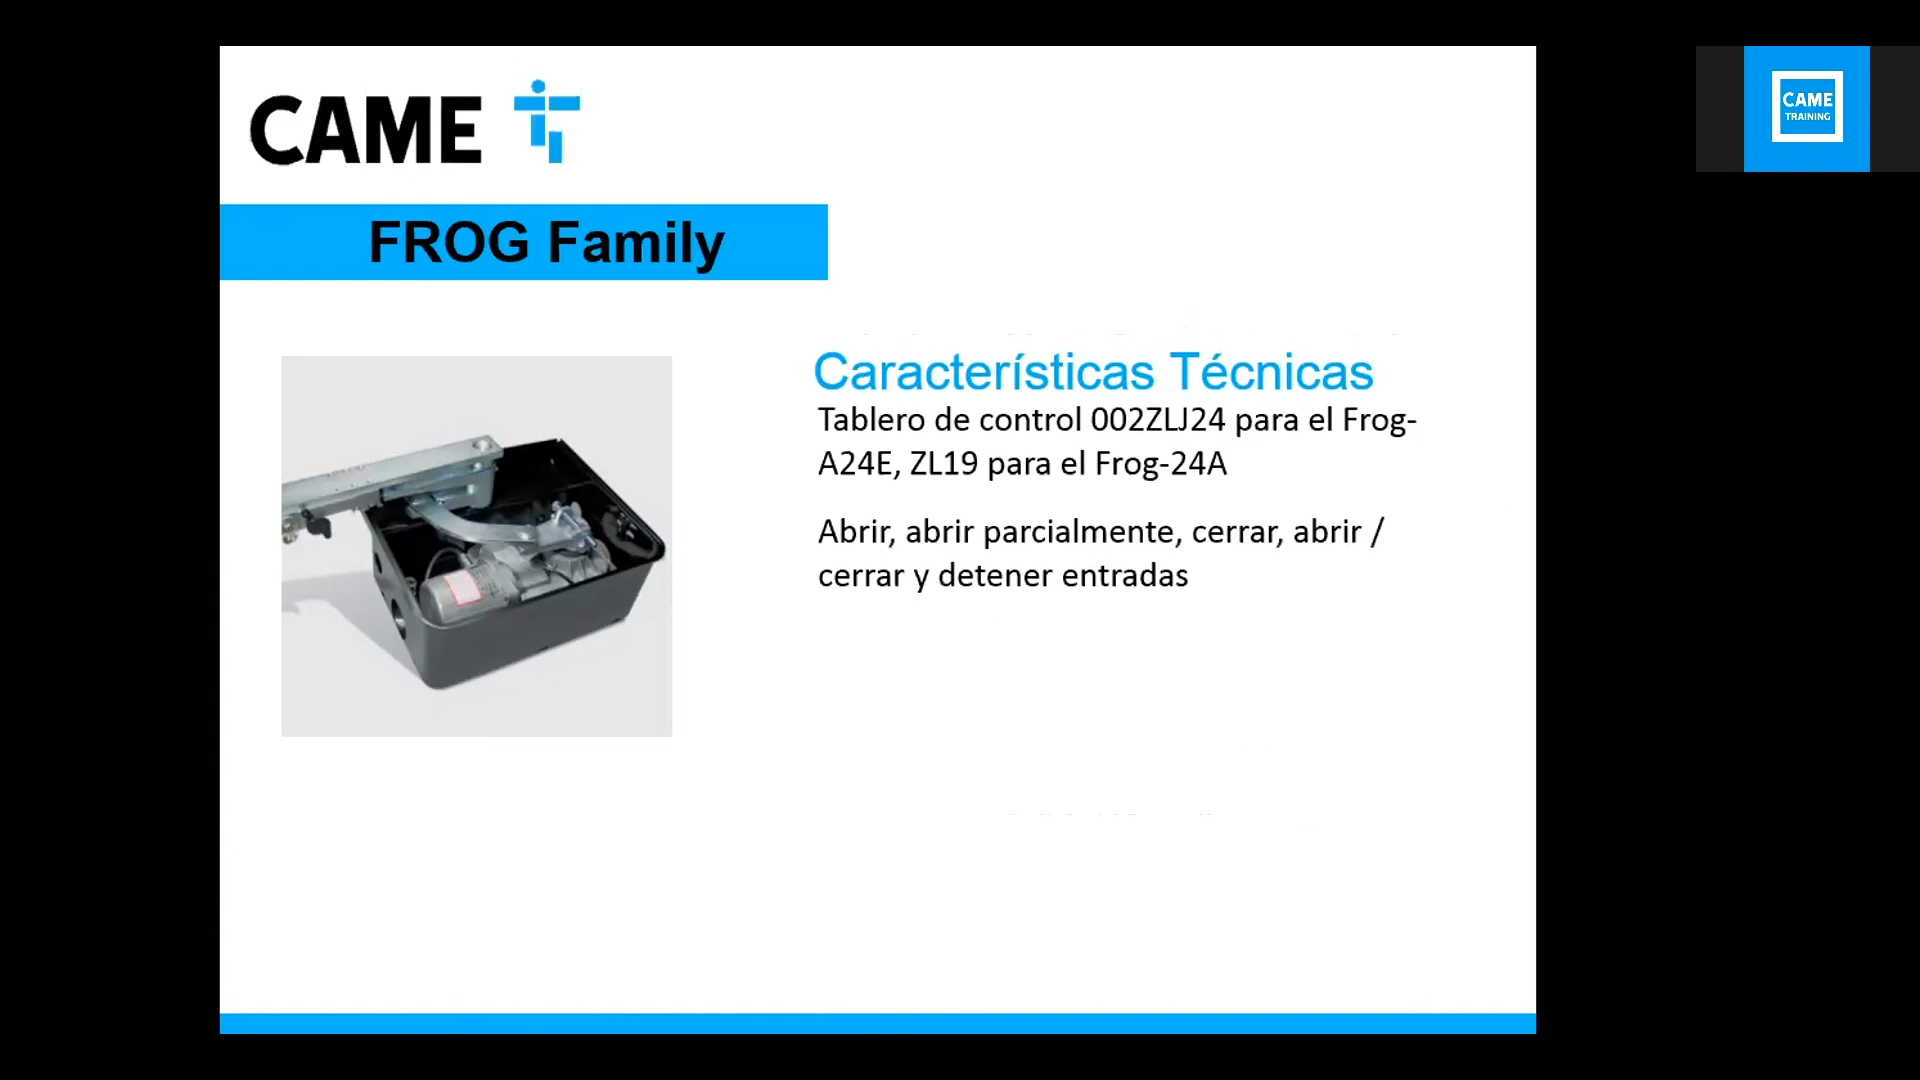 CAME
FROG Family
Características Técnicas
Tablero de control 002ZLJ24 para el Frog-
A24E, ZL19 para el Frog-24A
Abrir, abrir parcialmente, cerrar, abrir /
cerrar y detener entradas
CAME
TRAINING